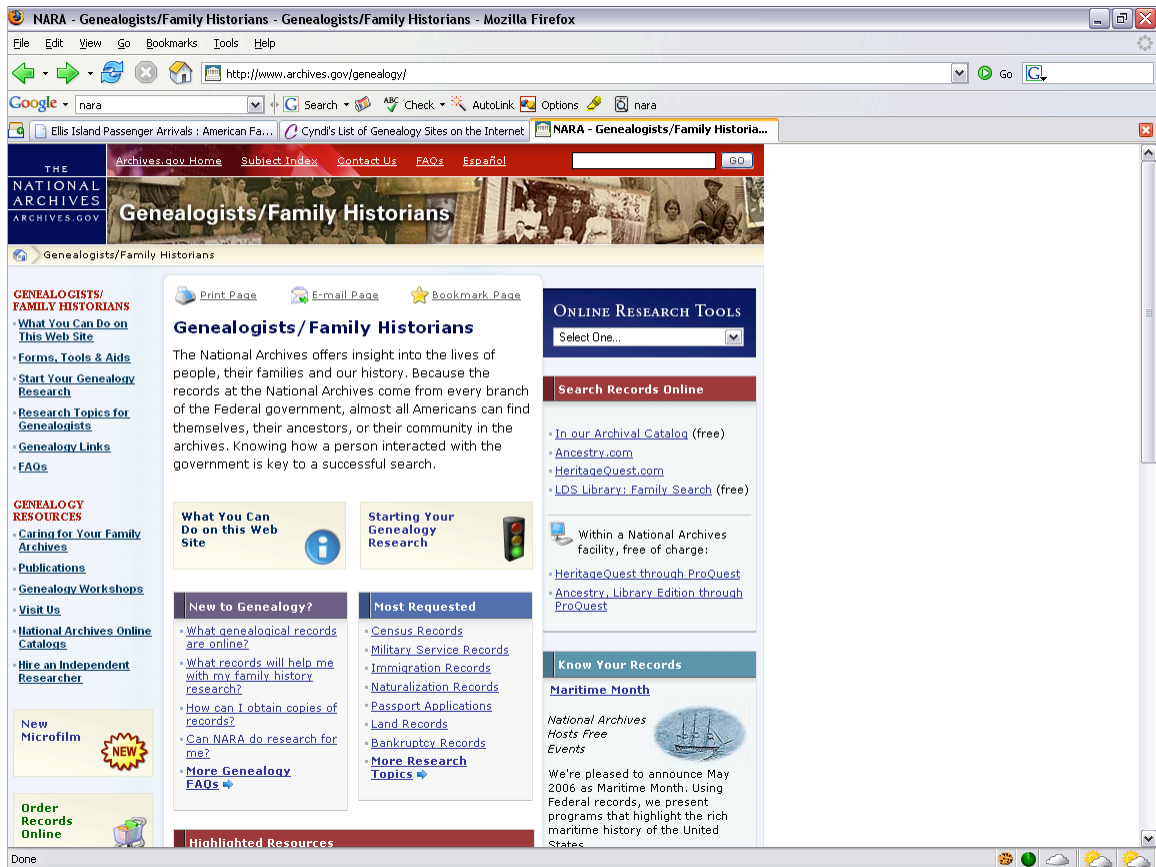 NARA - Genealogists/Family Historians - Genealogists/Family Historians - Mozilla Firefox
File Edit View Go Bookmarks Tools Help
http://www.archives.gov/genealogy/
Go
G
Google
nara
G Search
ABC Check
AutoLink
Options
nara
Ellis Island Passenger Arrivals : American Fa...
Cyndi's List of Genealogy Sites on the Internet
NARA - Genealogists/Family Historia...
THE
NATIONAL
ARCHIVES
ARCHIVES.GOV
Archives.gov Home Subject Index Contact Us FAQs Español
GO
Genealogists/Family Historians
Genealogists/Family Historians
GENEALOGISTS/
FAMILY HISTORIANS
What You Can Do on
This Web Site
Forms, Tools & Aids
Start Your Genealogy
Research
Research Topics for
Genealogists
Genealogy Links
FAQs
GENEALOGY
RESOURCES
Caring for Your Family
Archives
Publications
Genealogy Workshops
Visit Us
National Archives Online
Catalogs
Hire an Independent
Researcher
New
Microfilm
NEW
Order
Records
Online
Print Page E-mail Page Bookmark Page
Genealogists/Family Historians
The National Archives offers insight into the lives of
people, their families and our history. Because the
records at the National Archives come from every branch
of the Federal government, almost all Americans can find
themselves, their ancestors, or their community in the
archives. Knowing how a person interacted with the
government is key to a successful search.
What You Can
Do on this Web
Site
Starting Your
Genealogy
Research
New to Genealogy?
What genealogical records
are online?
What records will help me
with my family history
research?
How can I obtain copies of
records?
Can NARA do research for
me?
More Genealogy
FAQs
Most Requested
Census Records
Military Service Records
Immigration Records
Naturalization Records
Passport Applications
Land Records
Bankruptcy Records
More Research
Topics
Highlighted Resources
ONLINE RESEARCH TOOLS
Select One...
Search Records Online
In our Archival Catalog (free)
Ancestry.com
HeritageQuest.com
LDS Library: Family Search (free)
Within a National Archives
facility, free of charge:
HeritageQuest through ProQuest
Ancestry, Library Edition through
ProQuest
Know Your Records
Maritime Month
National Archives
Hosts Free
Events
We're pleased to announce May
2006 as Maritime Month. Using
Federal records, we present
programs that highlight the rich
maritime history of the United
States.
Done